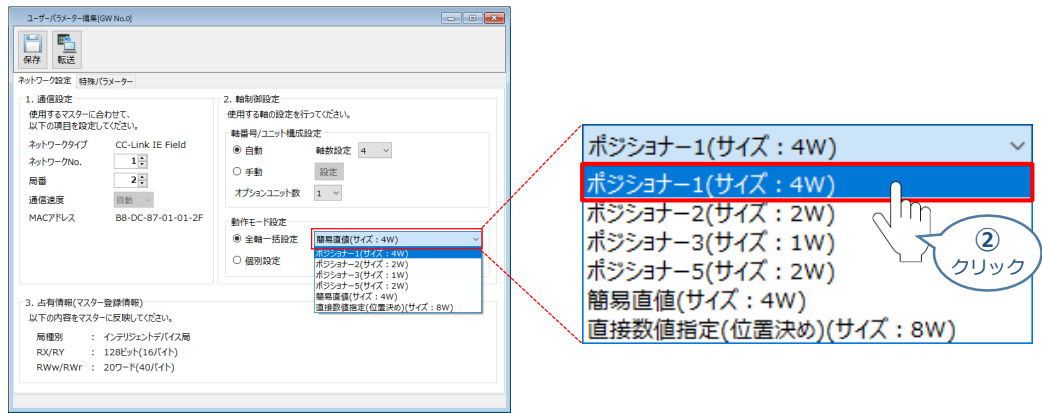 ユーザーパラメーター編集[GW No.0]
保存 転送
ネットワーク設定 特殊パラメーター
1. 通信設定
使用するマスターに合わせて、
以下の項目を設定してください。
ネットワークタイプ CC-Link IE Field
ネットワークNo. 1
局番 2
通信速度 自動
MACアドレス B8-DC-87-01-01-2F
2. 軸制御設定
使用する軸の設定を行ってください。
軸番号/ユニット構成設定
自動 軸数設定 4
手動 設定
オプションユニット数 1
動作モード設定
全軸一括設定 簡易直値(サイズ：4W)
個別設定
ポジショナー1(サイズ：4W)
ポジショナー2(サイズ：2W)
ポジショナー3(サイズ：1W)
ポジショナー5(サイズ：2W)
簡易直値(サイズ：4W)
直接数値指定(位置決め)(サイズ：8W)
3. 占有情報(マスター登録情報)
以下の内容をマスターに反映してください。
局種別 : インテリジェントデバイス局
RX/RY : 128ビット(16バイト)
RWw/RWr : 20ワード(40バイト)
ポジショナー1(サイズ：4W)
ポジショナー1(サイズ：4W)
ポジショナー2(サイズ：2W)
ポジショナー3(サイズ：1W)
ポジショナー5(サイズ：2W)
簡易直値(サイズ：4W)
直接数値指定(位置決め)(サイズ：8W)
②
クリック